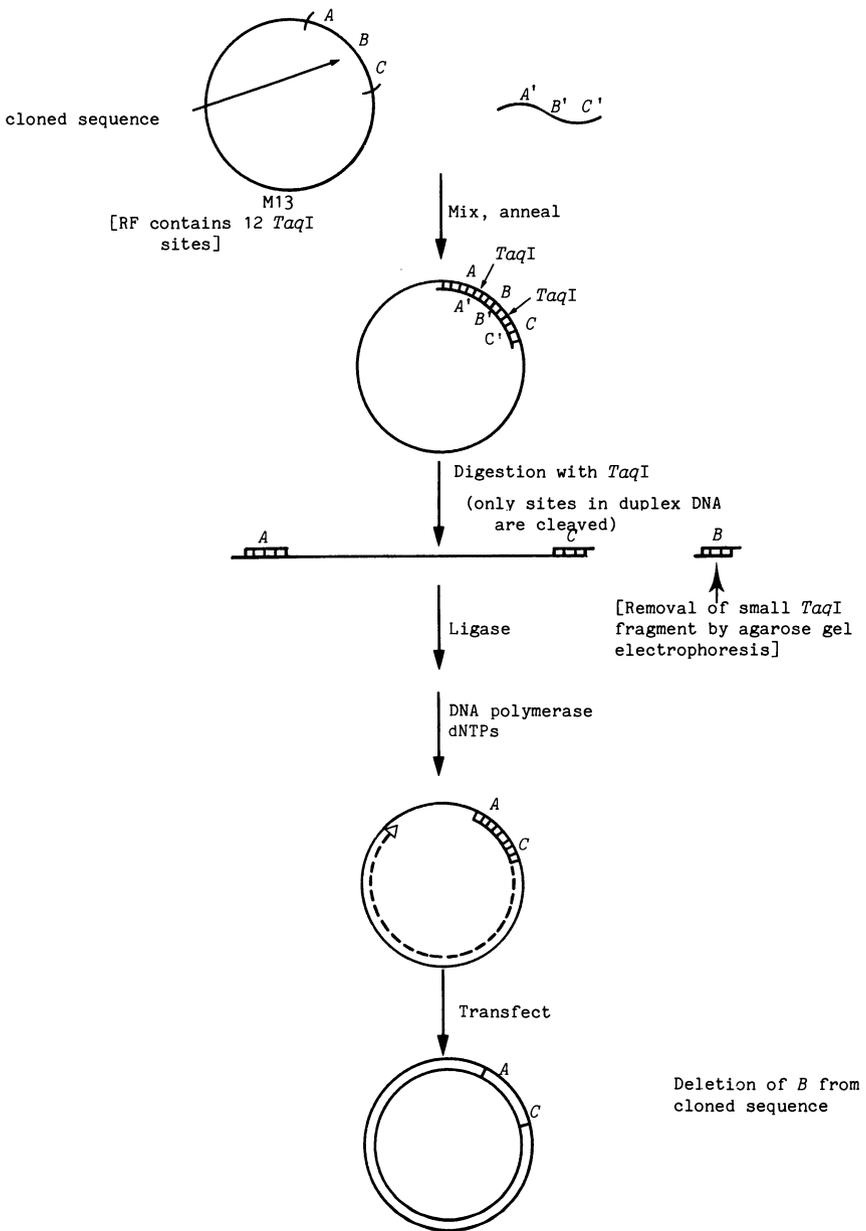 A
B
C
cloned sequence
A' B' C'
M13
[RF contains 12 TaqI
sites]
Mix, anneal
TaqI
A
B
TaqI
A'
B'
C
C'
Digestion with TaqI
(only sites in duplex DNA
are cleaved)
A
C
B
[Removal of small TaqI
fragment by agarose gel
electrophoresis]
Ligase
DNA polymerase
dNTPs
A
C
Transfect
A
C
Deletion of B from
cloned sequence